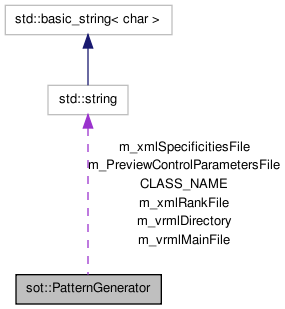 std::basic_string< char >
std::string
m_xmlSpecificitiesFile
m_PreviewControlParametersFile
CLASS_NAME
m_xmlRankFile
m_vrmlDirectory
m_vrmlMainFile
sot::PatternGenerator